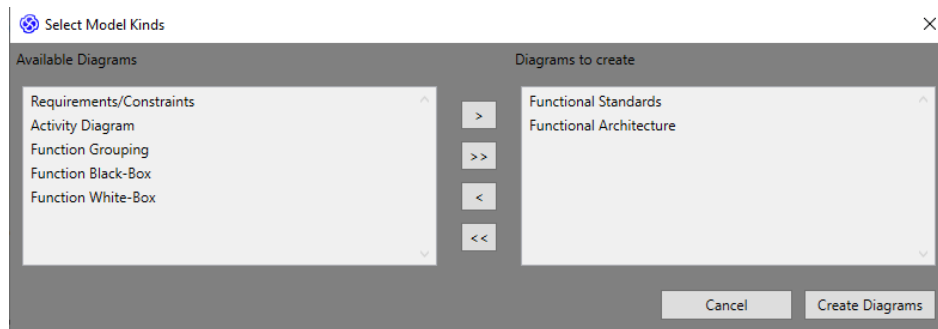 Select Model Kinds
Available Diagrams
Requirements/Constraints
Activity Diagram
Function Grouping
Function Black-Box
Function White-Box
>
>>
<
<<
Diagrams to create
Functional Standards
Functional Architecture
Cancel
Create Diagrams